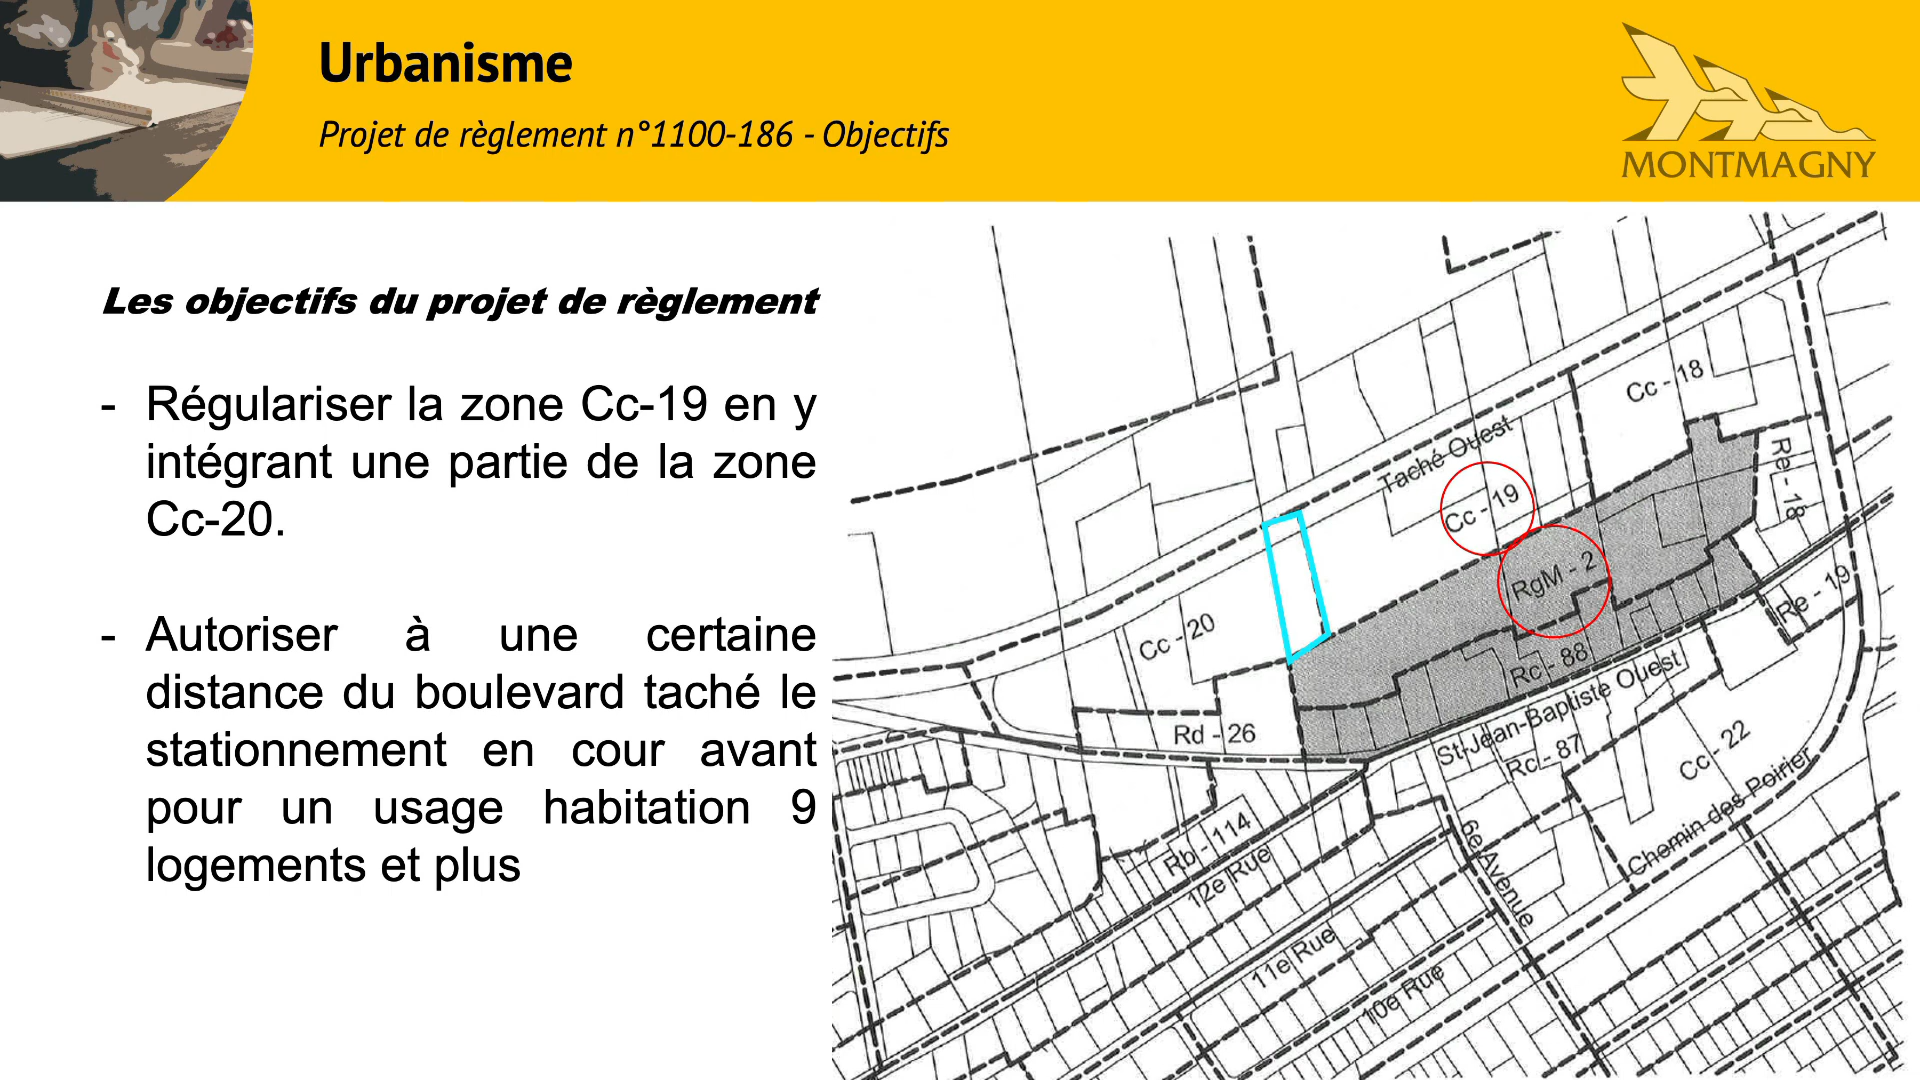 Urbanisme
Projet de règlement n°1100-186 - Objectifs
MONTMAGNY
Les objectifs du projet de règlement
- Régulariser la zone Cc-19 en y
intégrant une partie de la zone
Cc-20.
- Autoriser à une certaine
distance du boulevard taché le
stationnement en cour avant
pour un usage habitation 9
logements et plus
Cc - 18
Taché Ouest
Re - 18
Cc - 19
RgM - 2
Re - 19
Cc - 20
Rc - 88
St-Jean-Baptiste Ouest
Rd - 26
Rc - 87
Cc - 22
Chemin des Poirier
Rb - 114
12e Rue
6e Avenue
11e Rue
10e Rue